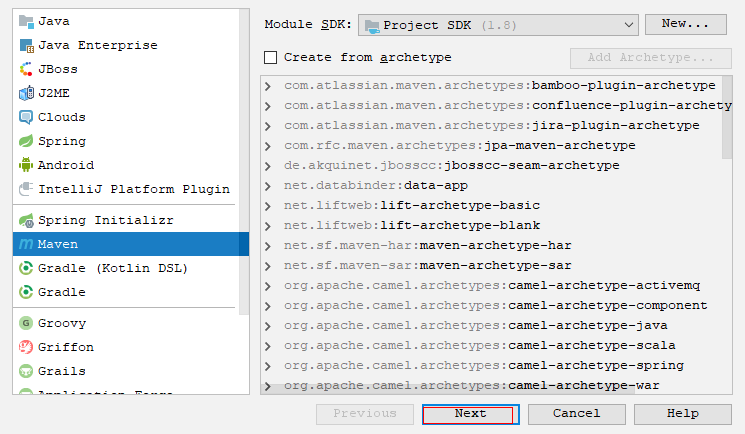 Java
Java Enterprise
JBoss
J2ME
Clouds
Spring
Android
IntelliJ Platform Plugin
Spring Initializr
Maven
Gradle (Kotlin DSL)
Gradle
Groovy
Griffon
Grails
Application Forge
Module SDK: Project SDK (1.8) New...
Create from archetype Add Archetype...
com.atlassian.maven.archetypes:bamboo-plugin-archetype
com.atlassian.maven.archetypes:confluence-plugin-archety
com.atlassian.maven.archetypes:jira-plugin-archetype
com.rfc.maven.archetypes:jpa-maven-archetype
de.akquinet.jbosscc:jbosscc-seam-archetype
net.databinder:data-app
net.liftweb:lift-archetype-basic
net.liftweb:lift-archetype-blank
net.sf.maven-har:maven-archetype-har
net.sf.maven-sar:maven-archetype-sar
org.apache.camel.archetypes:camel-archetype-activemq
org.apache.camel.archetypes:camel-archetype-component
org.apache.camel.archetypes:camel-archetype-java
org.apache.camel.archetypes:camel-archetype-scala
org.apache.camel.archetypes:camel-archetype-spring
org.apache.camel.archetypes:camel-archetype-war
Previous Next Cancel Help